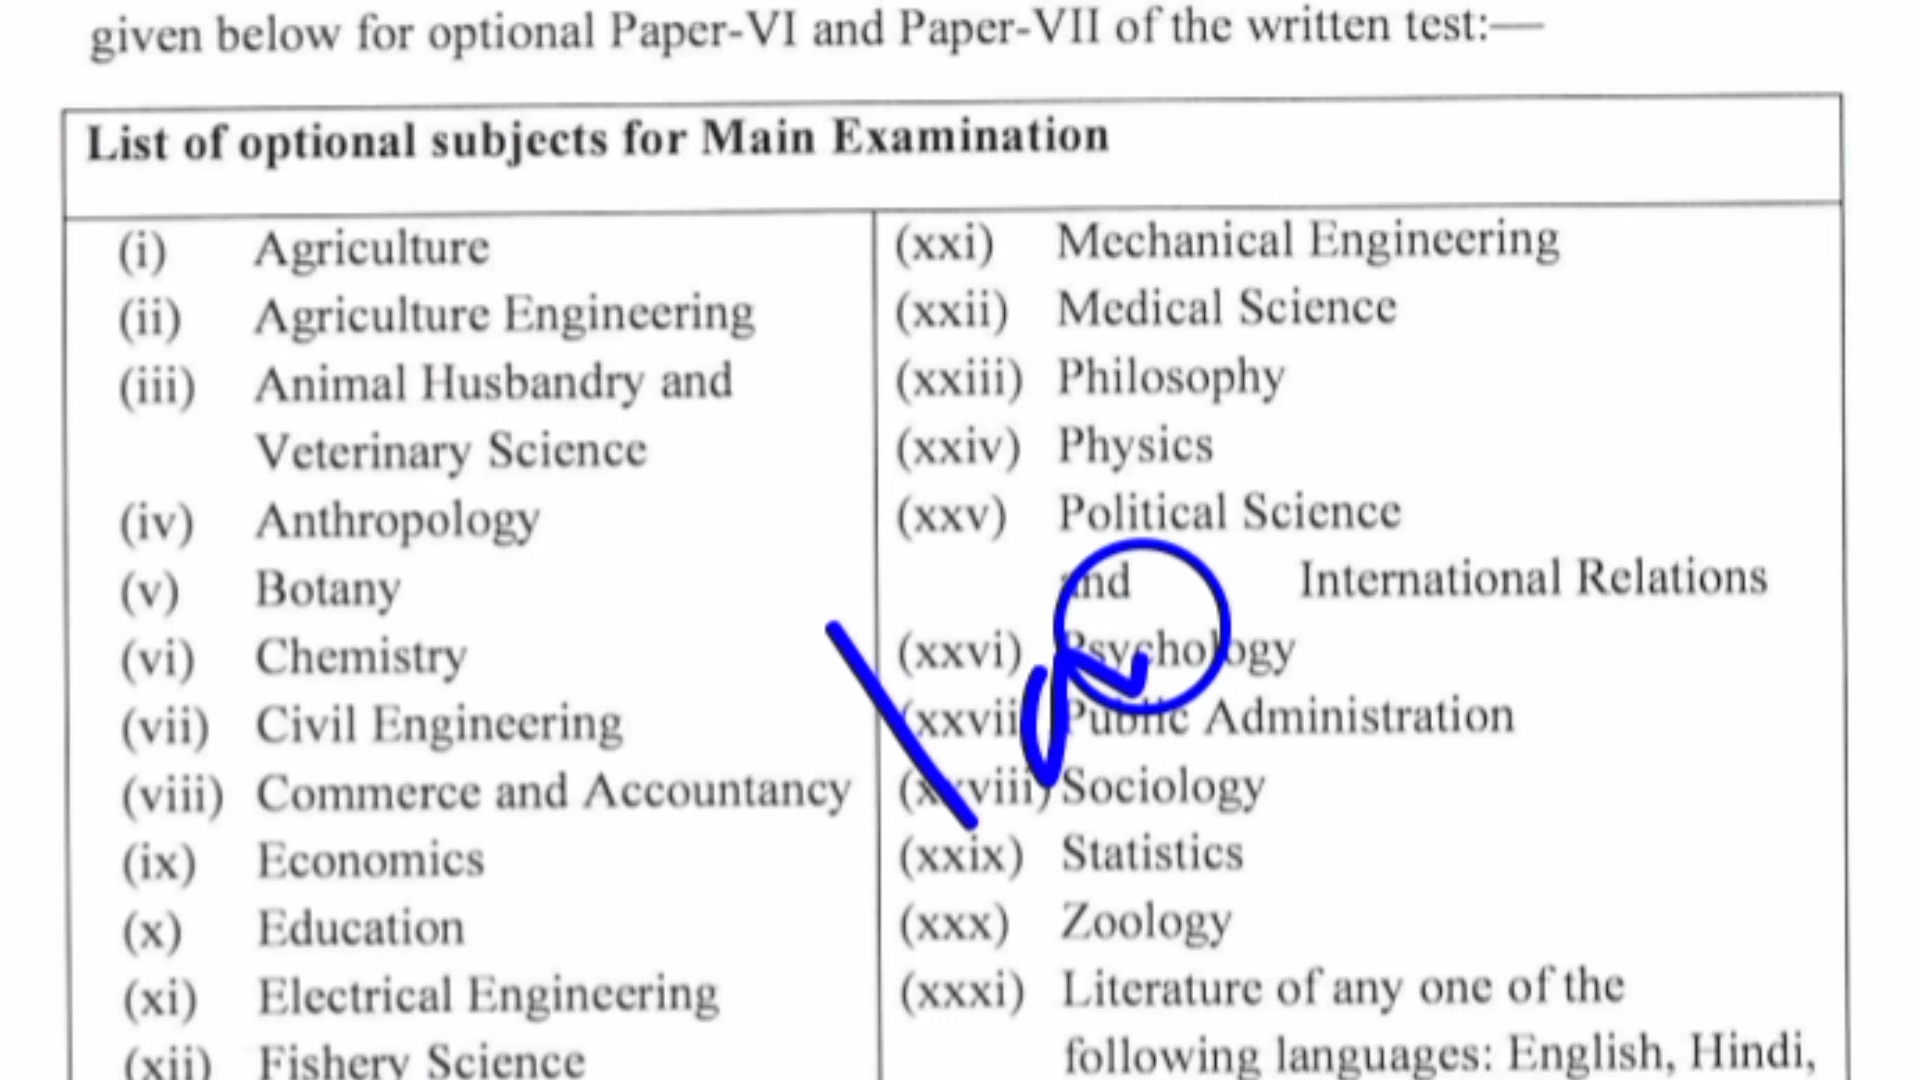 given below for optional Paper-VI and Paper-VII of the written test:—
List of optional subjects for Main Examination
(i) Agriculture
(ii) Agriculture Engineering
(iii) Animal Husbandry and
Veterinary Science
(iv) Anthropology
(v) Botany
(vi) Chemistry
(vii) Civil Engineering
(viii) Commerce and Accountancy
(ix) Economics
(x) Education
(xi) Electrical Engineering
(xii) Fishery Science
(xxi) Mechanical Engineering
(xxii) Medical Science
(xxiii) Philosophy
(xxiv) Physics
(xxv) Political Science
and International Relations
(xxvi) Psychology
(xxvii) Public Administration
(xxviii) Sociology
(xxix) Statistics
(xxx) Zoology
(xxxi) Literature of any one of the
following languages: English, Hindi,